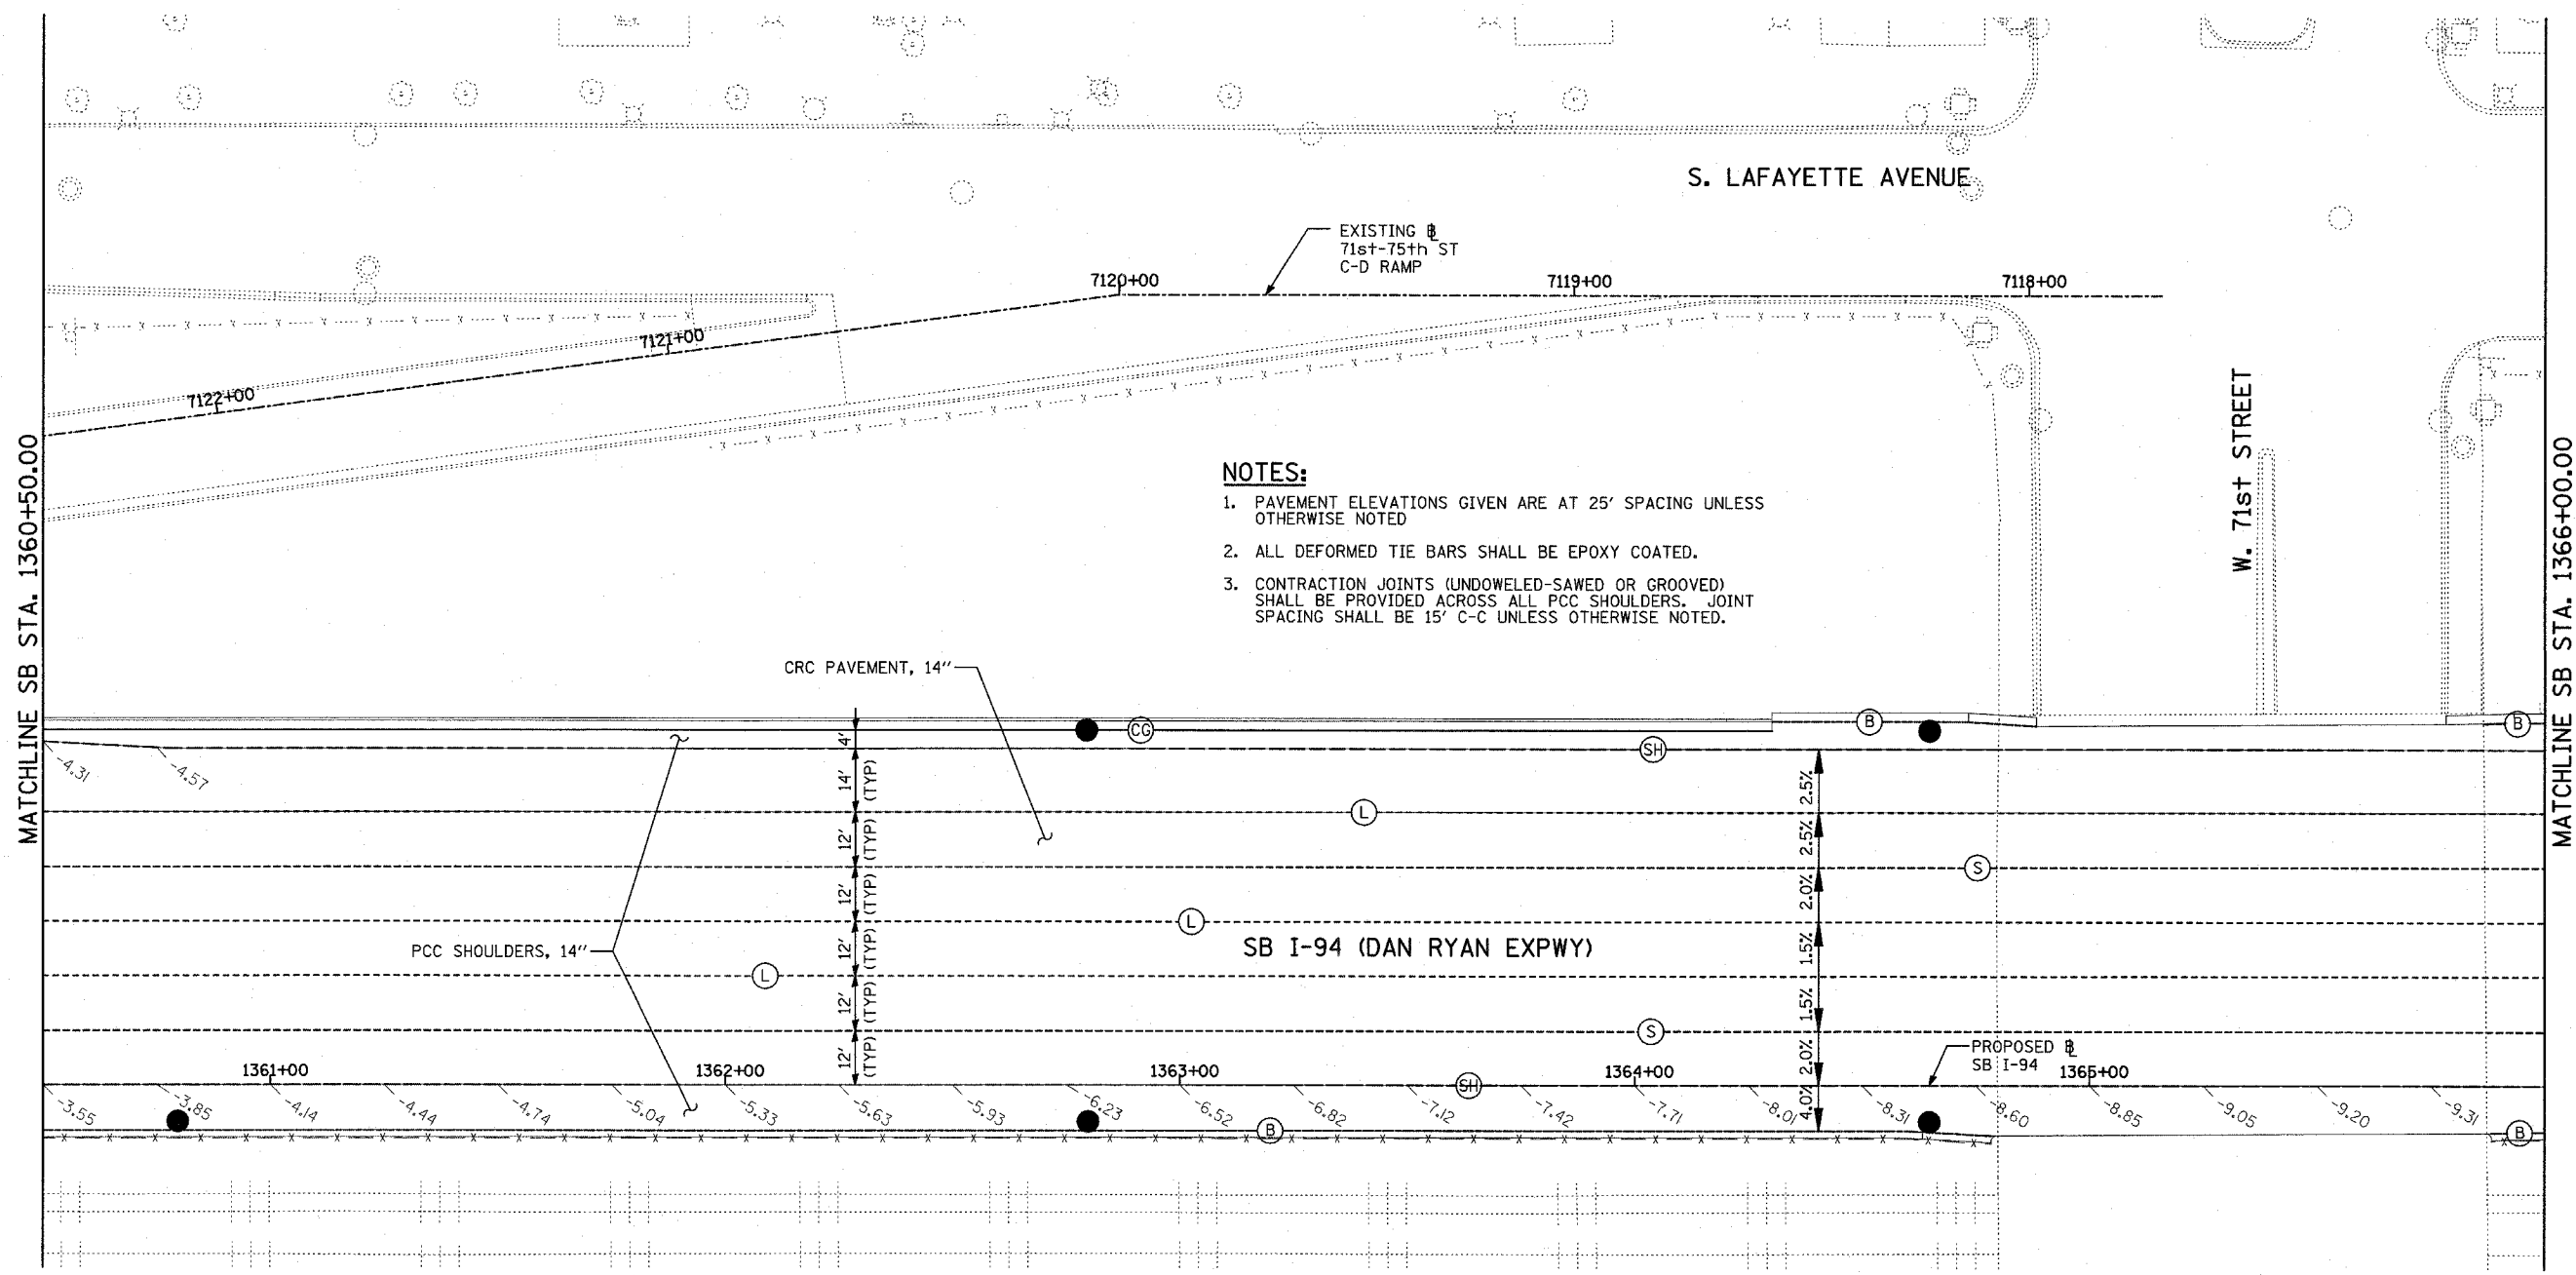 S. LAFAYETTE AVENUE
EXISTING
71st-75th ST
C-D RAMP
7120+00
7119+00
7118+00
7121+00
7122+00
W. 71st STREET
MATCHLINE SB STA. 1360+50.00
MATCHLINE SB STA. 1366+00.00
NOTES:
1. PAVEMENT ELEVATIONS GIVEN ARE AT 25' SPACING UNLESS
OTHERWISE NOTED
2. ALL DEFORMED TIE BARS SHALL BE EPOXY COATED.
3. CONTRACTION JOINTS (UNDOWELED-SAWED OR GROOVED)
SHALL BE PROVIDED ACROSS ALL PCC SHOULDERS. JOINT
SPACING SHALL BE 15' C-C UNLESS OTHERWISE NOTED.
CRC PAVEMENT, 14"
CG
B
B
4'
SH
-4.31
-4.57
14' (TYP)
2.5%
L
12' (TYP)
2.5%
S
12' (TYP)
2.0%
L
PCC SHOULDERS, 14"
12' (TYP)
SB I-94 (DAN RYAN EXPWY)
1.5%
L
12' (TYP)
1.5%
S
12' (TYP)
2.0%
PROPOSED
SB I-94
1361+00
1362+00
1363+00
1364+00
1365+00
SH
4.0%
-3.55
-3.85
-4.14
-4.44
-4.74
-5.04
-5.33
-5.63
-5.93
-6.23
-6.52
-6.82
-7.12
-7.42
-7.71
-8.01
-8.31
-8.60
-8.85
-9.05
-9.20
-9.31
B
B